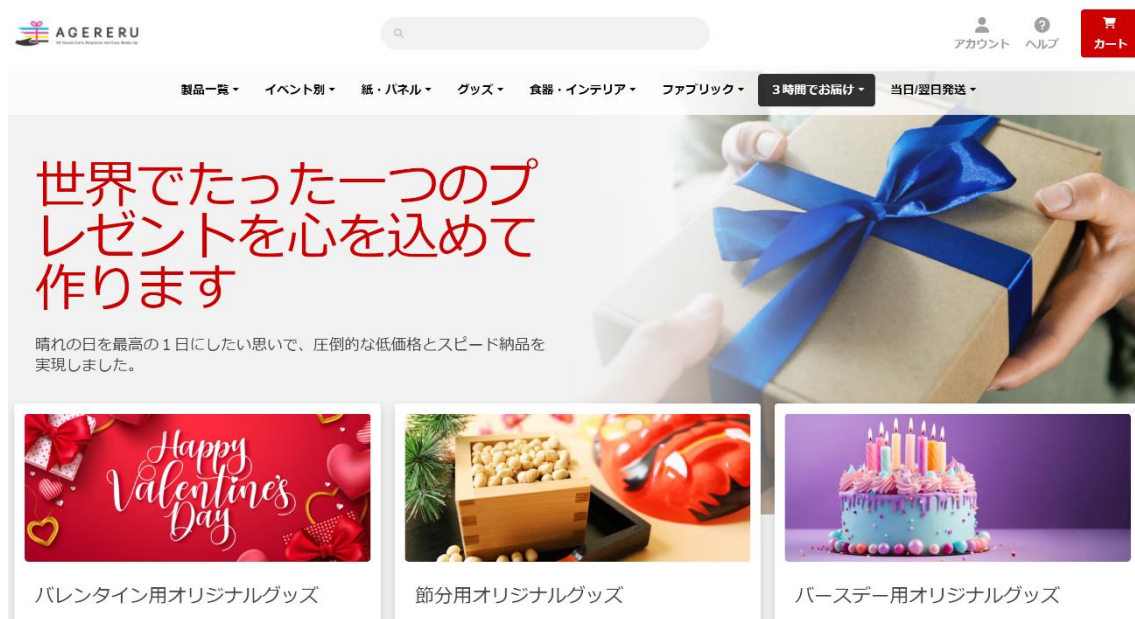 AGERERU
アカウント
ヘルプ
カート
製品一覧
イベント別
紙・パネル
グッズ
食器・インテリア
ファブリック
3時間でお届け
当日/翌日発送
世界でたった一つのプ
レゼントを心を込めて
作ります
晴れの日を最高の1日にしたい思いで、圧倒的な低価格とスピード納品を
実現しました。
Happy
Valentine's
Day
バレンタイン用オリジナルグッズ
節分用オリジナルグッズ
バースデー用オリジナルグッズ